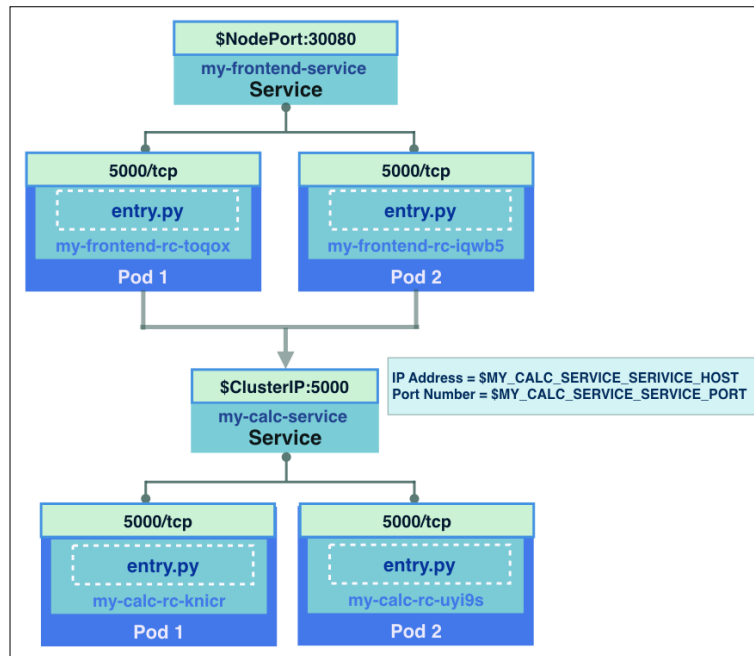 $NodePort:30080
my-frontend-service
Service
5000/tcp
entry.py
my-frontend-rc-toqox
Pod 1
5000/tcp
entry.py
my-frontend-rc-iqwb5
Pod 2
$ClusterIP:5000
my-calc-service
Service
IP Address = $MY_CALC_SERVICE_SERIVICE_HOST
Port Number = $MY_CALC_SERVICE_SERVICE_PORT
5000/tcp
entry.py
my-calc-rc-knicr
Pod 1
5000/tcp
entry.py
my-calc-rc-uyi9s
Pod 2